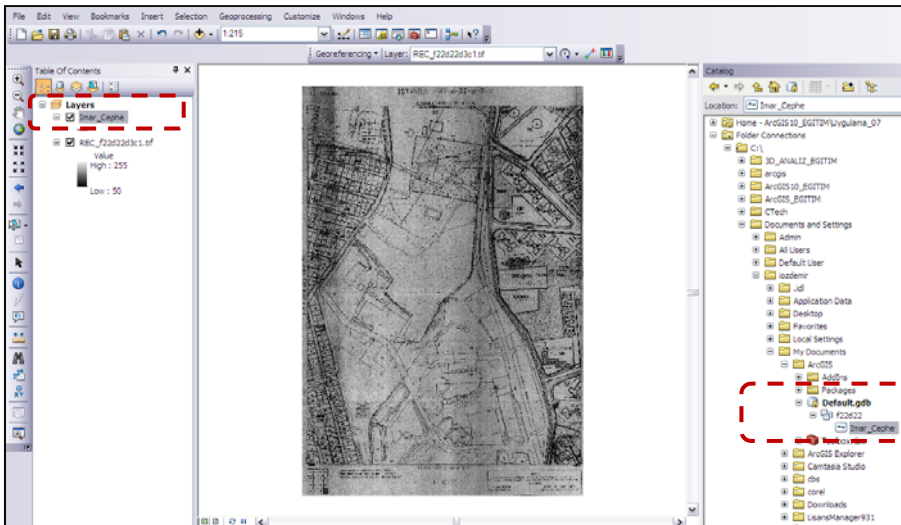 File Edit View Bookmarks Insert Selection Geoprocessing Customize Windows Help
1:215
Georeferencing Layer: REC_f22d22d3c1.tif
Table Of Contents
Layers
Imar_Cephe
REC_f22d22d3c1.tif
Value
High : 255
Low : 50
Catalog
Location: Imar_Cephe
Home - ArcGIS10_EGITIM\Uygulama_07
Folder Connections
C:\
3D_ANALIZ_EGITIM
arcgis
ArcGIS10_EGITIM
ArcGIS_EGITIM
CTech
Documents and Settings
Admin
All Users
Default User
iozdemir
.idl
Application Data
Desktop
Favorites
Local Settings
My Documents
ArcGIS
AddIns
Packages
Default.gdb
f22d22
Imar_Cephe
ArcGIS Explorer
Camtasia Studio
cbs
corel
Downloads
LisansManager931